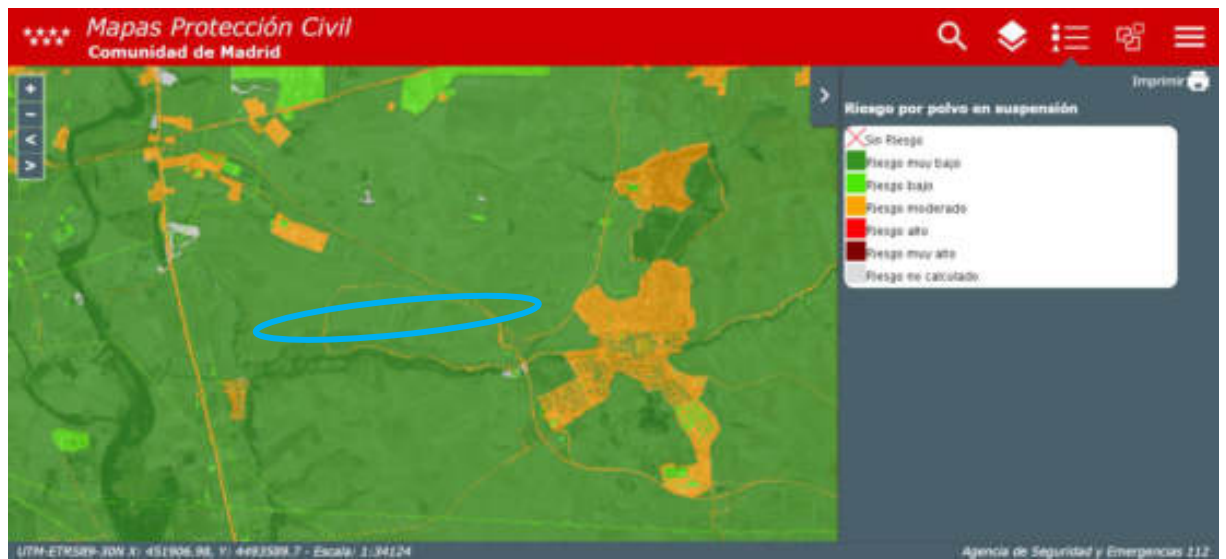 Mapas Protección Civil
Comunidad de Madrid
Imprimir
Riesgo por polvo en suspensión
Sin Riesgo
Riesgo muy bajo
Riesgo bajo
Riesgo moderado
Riesgo alto
Riesgo muy alto
Riesgo no calculado
UTM-ETRS89-30N X: 451906.98, Y: 4493589.7 - Escala: 1:34124
Agencia de Seguridad y Emergencias 112